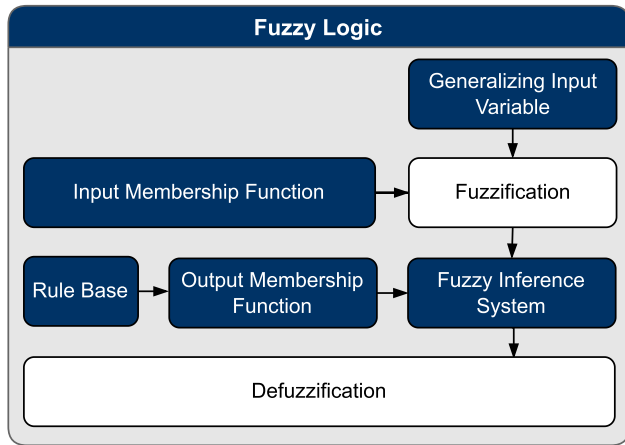 Fuzzy Logic
Generalizing Input
Variable
Input Membership Function
Fuzzification
Rule Base
Output Membership
Function
Fuzzy Inference
System
Defuzzification